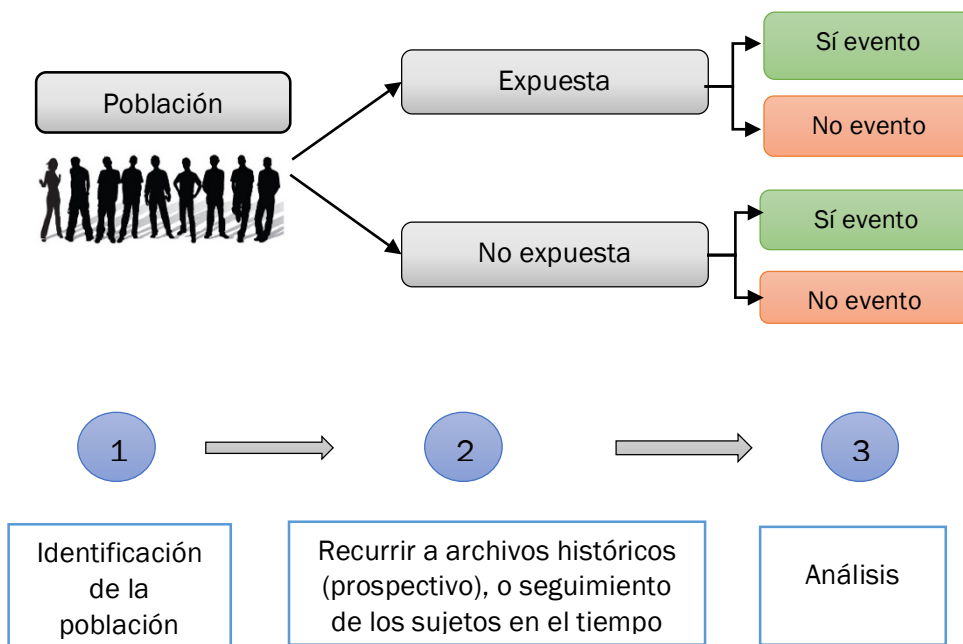 Población
Expuesta
No expuesta
Sí evento
No evento
Sí evento
No evento
1
2
3
Identificación
de la
población
Recurrir a archivos históricos
(prospectivo), o seguimiento
de los sujetos en el tiempo
Análisis